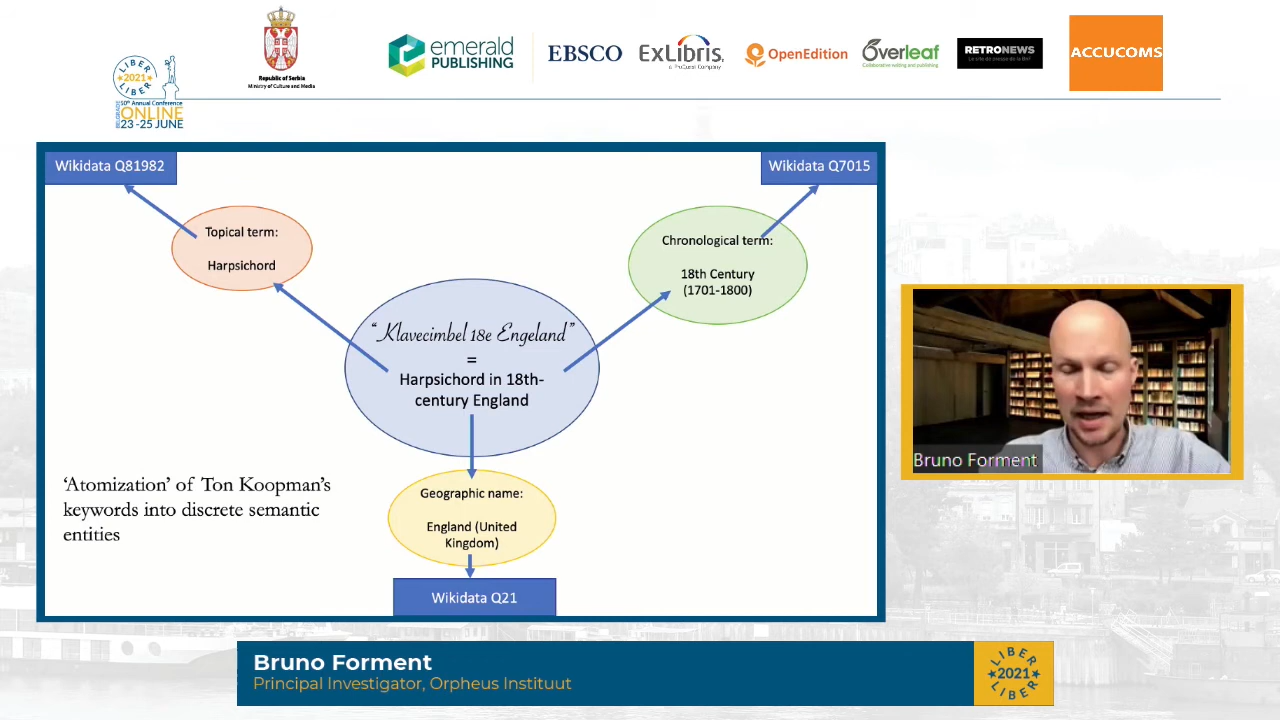 LIBER
2021
LIBER
BELGRADE
50th Annual Conference
ONLINE
23-25 JUNE
Republic of Serbia
Ministry of Culture and Media
emerald
PUBLISHING
EBSCO
ExLibris
a ProQuest Company
OpenEdition
Overleaf
Collaborative writing and publishing
RETRONEWS
Le site de presse de la BnF
ACCUCOMS
Wikidata Q81982
Wikidata Q7015
Topical term:
Harpsichord
Chronological term:
18th Century
(1701-1800)
"Klavecimbel 18e Engeland"
=
Harpsichord in 18th-
century England
Geographic name:
England (United
Kingdom)
Wikidata Q21
‘Atomization’ of Ton Koopman’s
keywords into discrete semantic
entities
Bruno Forment
Bruno Forment
Principal Investigator, Orpheus Instituut
LIBER
2021
LIBER